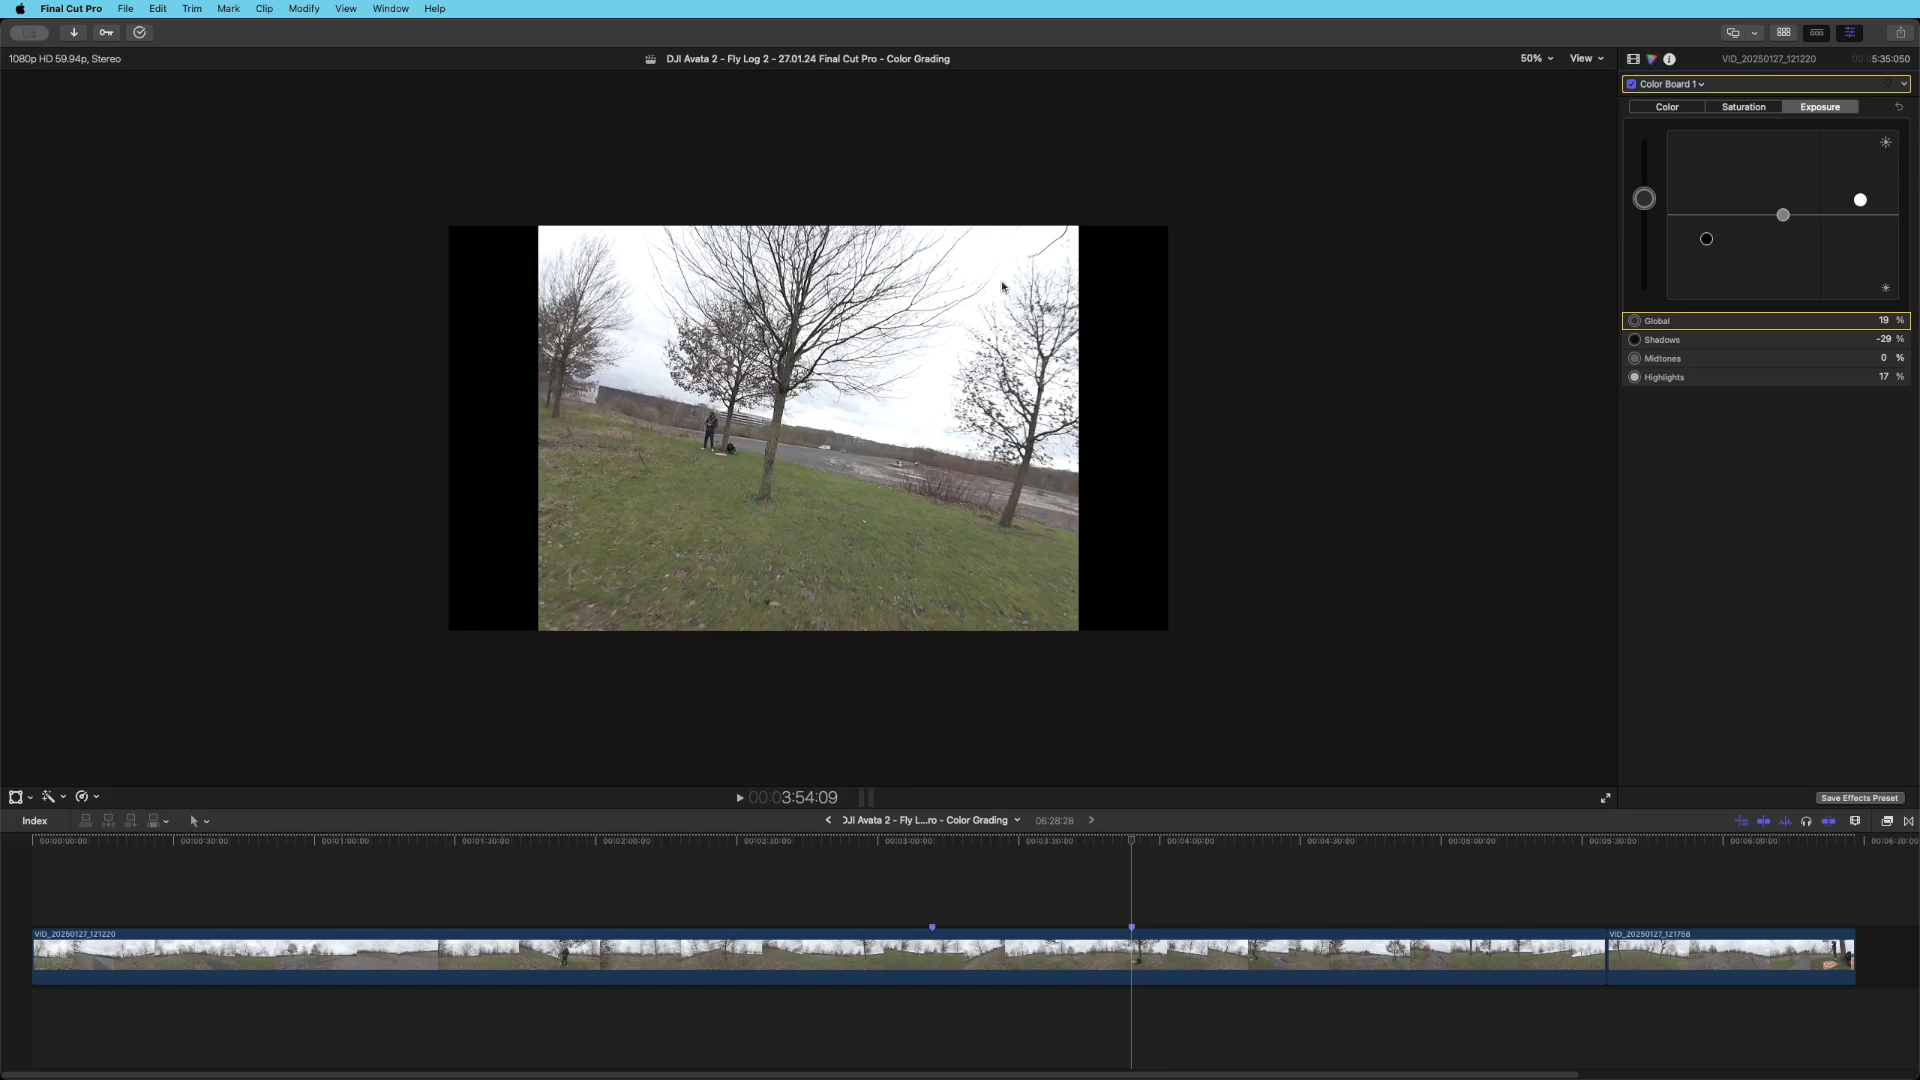 Final Cut Pro File Edit Trim Mark Clip Modify View Window Help
1080p HD 59.94p, Stereo
DJI Avata 2 - Fly Log 2 - 27.01.24 Final Cut Pro - Color Grading
50% View
VID_20250127_121220 00:05:35:050
Color Board 1
Color Saturation Exposure
Global 19 %
Shadows -29 %
Midtones 0 %
Highlights 17 %
00:03:54:09
Save Effects Preset
Index
DJI Avata 2 - Fly L...ro - Color Grading 06:28:28
00:00:00:00 00:00:30:00 00:01:00:00 00:01:30:00 00:02:00:00 00:02:30:00 00:03:00:00 00:03:30:00 00:04:00:00 00:04:30:00 00:05:00:00 00:05:30:00 00:06:00:00 00:06:30:00
VID_20250127_121220
VID_20250127_121758